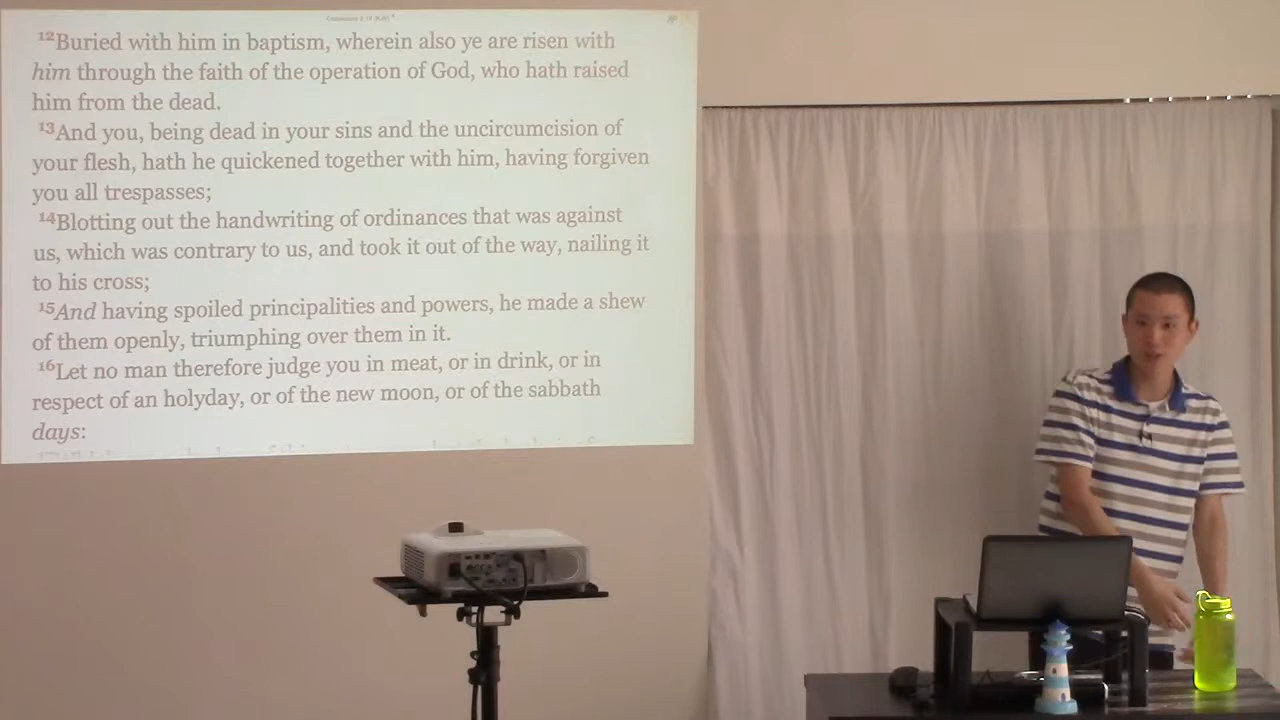 ¹²Buried with him in baptism, wherein also ye are risen with
him through the faith of the operation of God, who hath raised
him from the dead.
¹³And you, being dead in your sins and the uncircumcision of
your flesh, hath he quickened together with him, having forgiven
you all trespasses;
¹⁴Blotting out the handwriting of ordinances that was against
us, which was contrary to us, and took it out of the way, nailing it
to his cross;
¹⁵And having spoiled principalities and powers, he made a shew
of them openly, triumphing over them in it.
¹⁶Let no man therefore judge you in meat, or in drink, or in
respect of an holyday, or of the new moon, or of the sabbath
days: